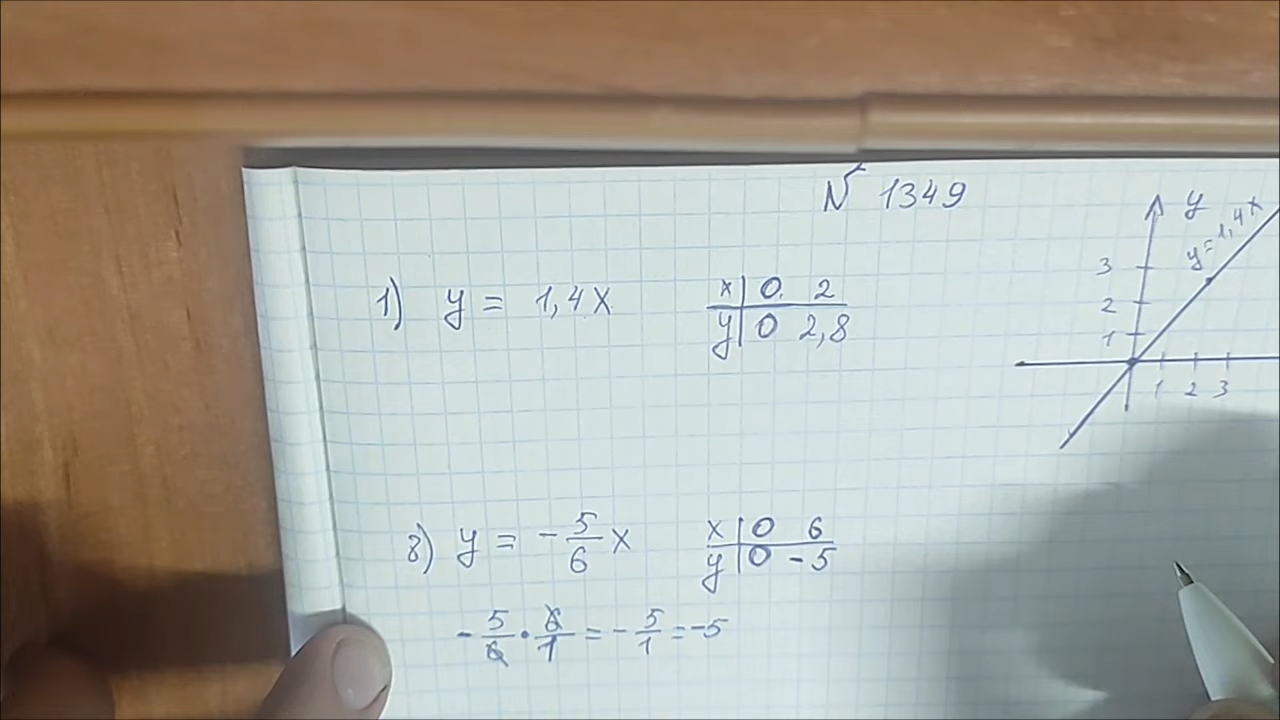 № 1349
1) y = 1,4x
x | 0 2
y | 0 2,8
y
y=1,4x
3
2
1
1 2 3
8) y = -5/6 x
x | 0 6
y | 0 -5
-5/6 · 6/1 = -5/1 = -5